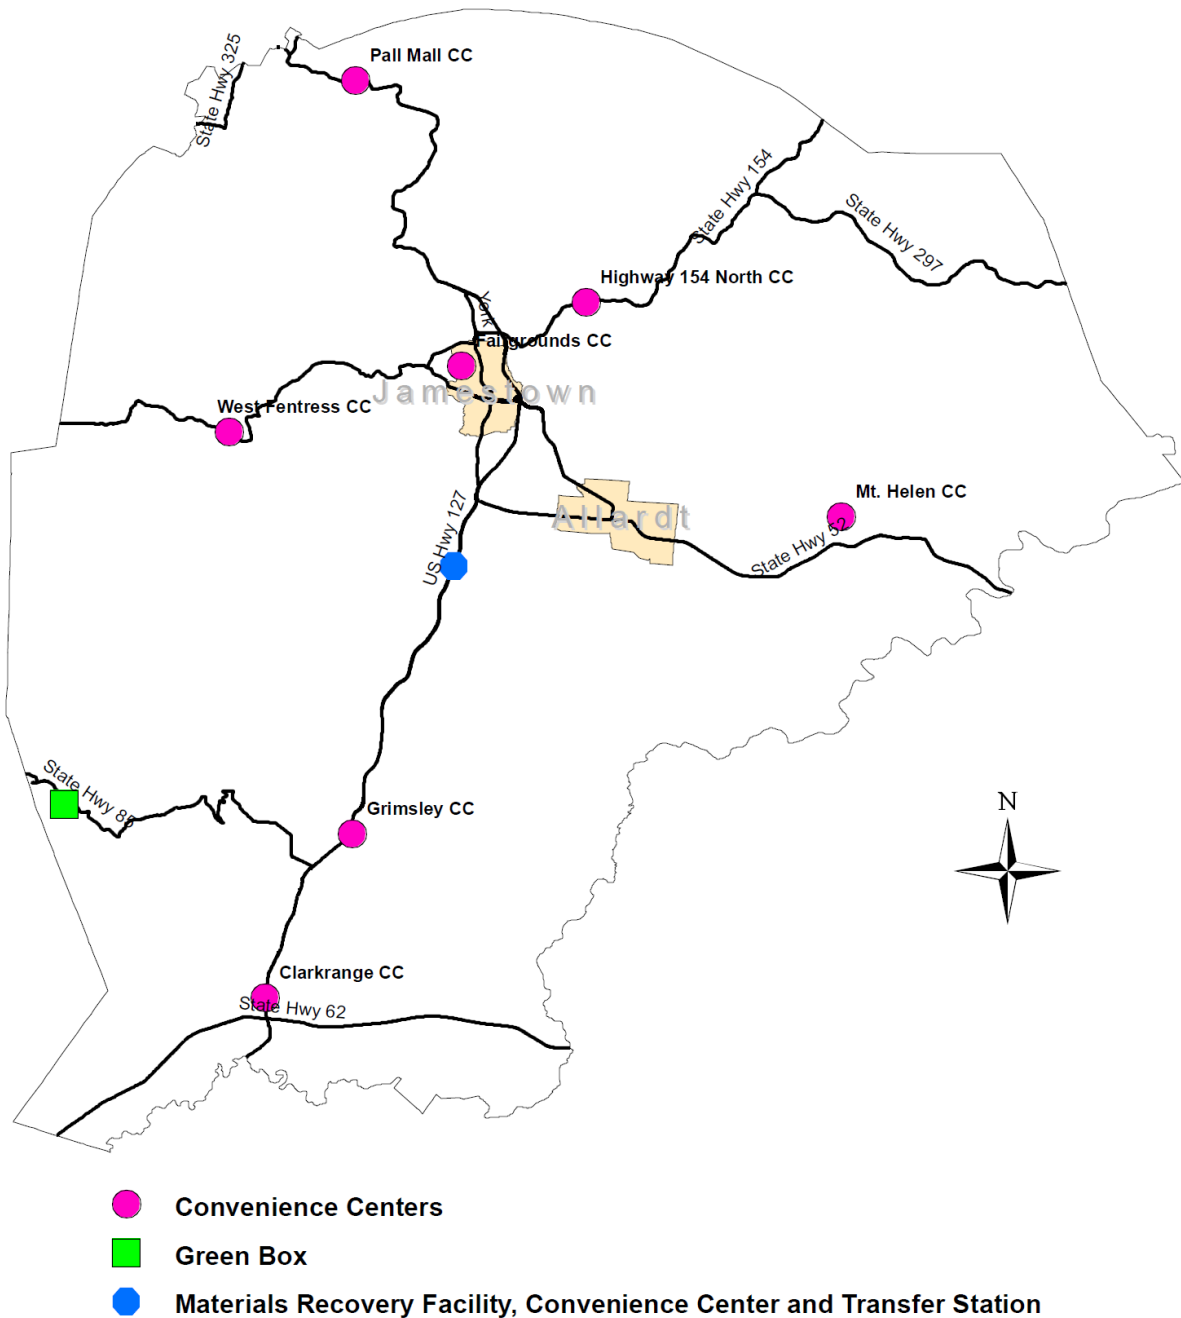 Pall Mall CC
State Hwy 325
State Hwy 154
State Hwy 297
Highway 154 North CC
York
Fairgrounds CC
Jamestown
West Fentress CC
Mt. Helen CC
US Hwy 127
Allardt
State Hwy 52
State Hwy 85
Grimsley CC
N
Clarkrange CC
State Hwy 62
Convenience Centers
Green Box
Materials Recovery Facility, Convenience Center and Transfer Station